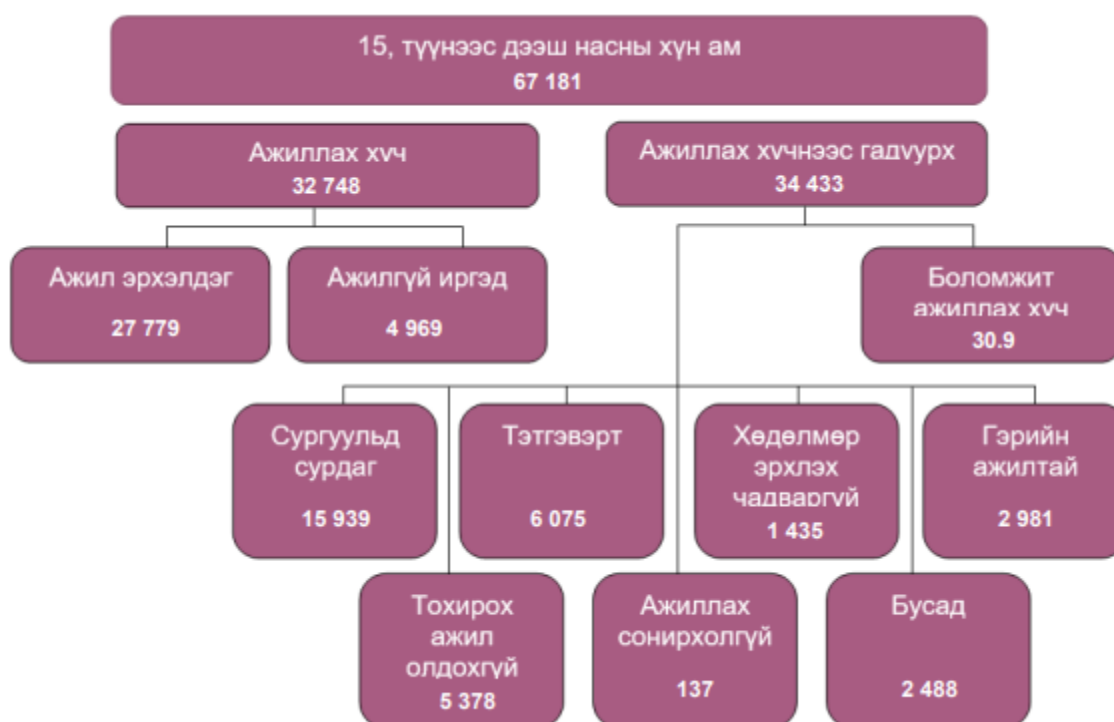 15, түүнээс дээш насны хүн ам
67 181
Ажиллах хүч
32 748
Ажиллах хүчнээс гадуурх
34 433
Ажил эрхэлдэг
27 779
Ажилгүй иргэд
4 969
Боломжит
ажиллах хүч
30.9
Сургуульд
сурдаг
15 939
Тэтгэвэрт
6 075
Хөдөлмөр
эрхлэх
чадваргүй
1 435
Гэрийн
ажилтай
2 981
Тохирох
ажил
олдохгүй
5 378
Ажиллах
сонирхолгүй
137
Бусад
2 488